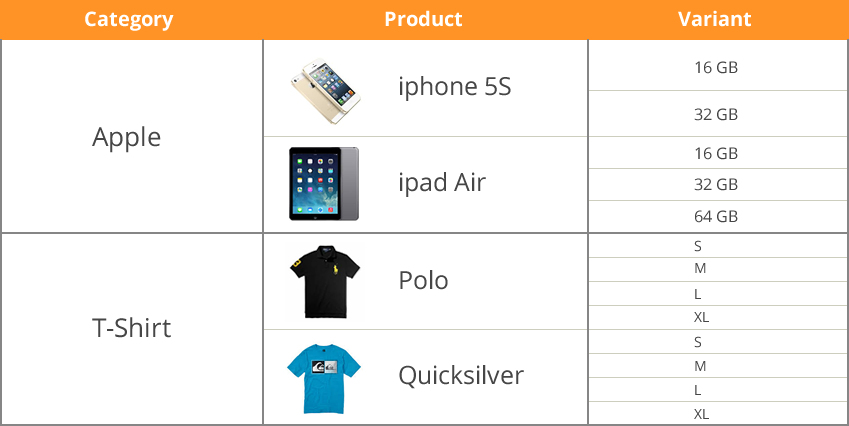 Category Product Variant
Apple
iphone 5S
16 GB
32 GB
ipad Air
16 GB
32 GB
64 GB
T-Shirt
Polo
S
M
L
XL
Quicksilver
S
M
L
XL